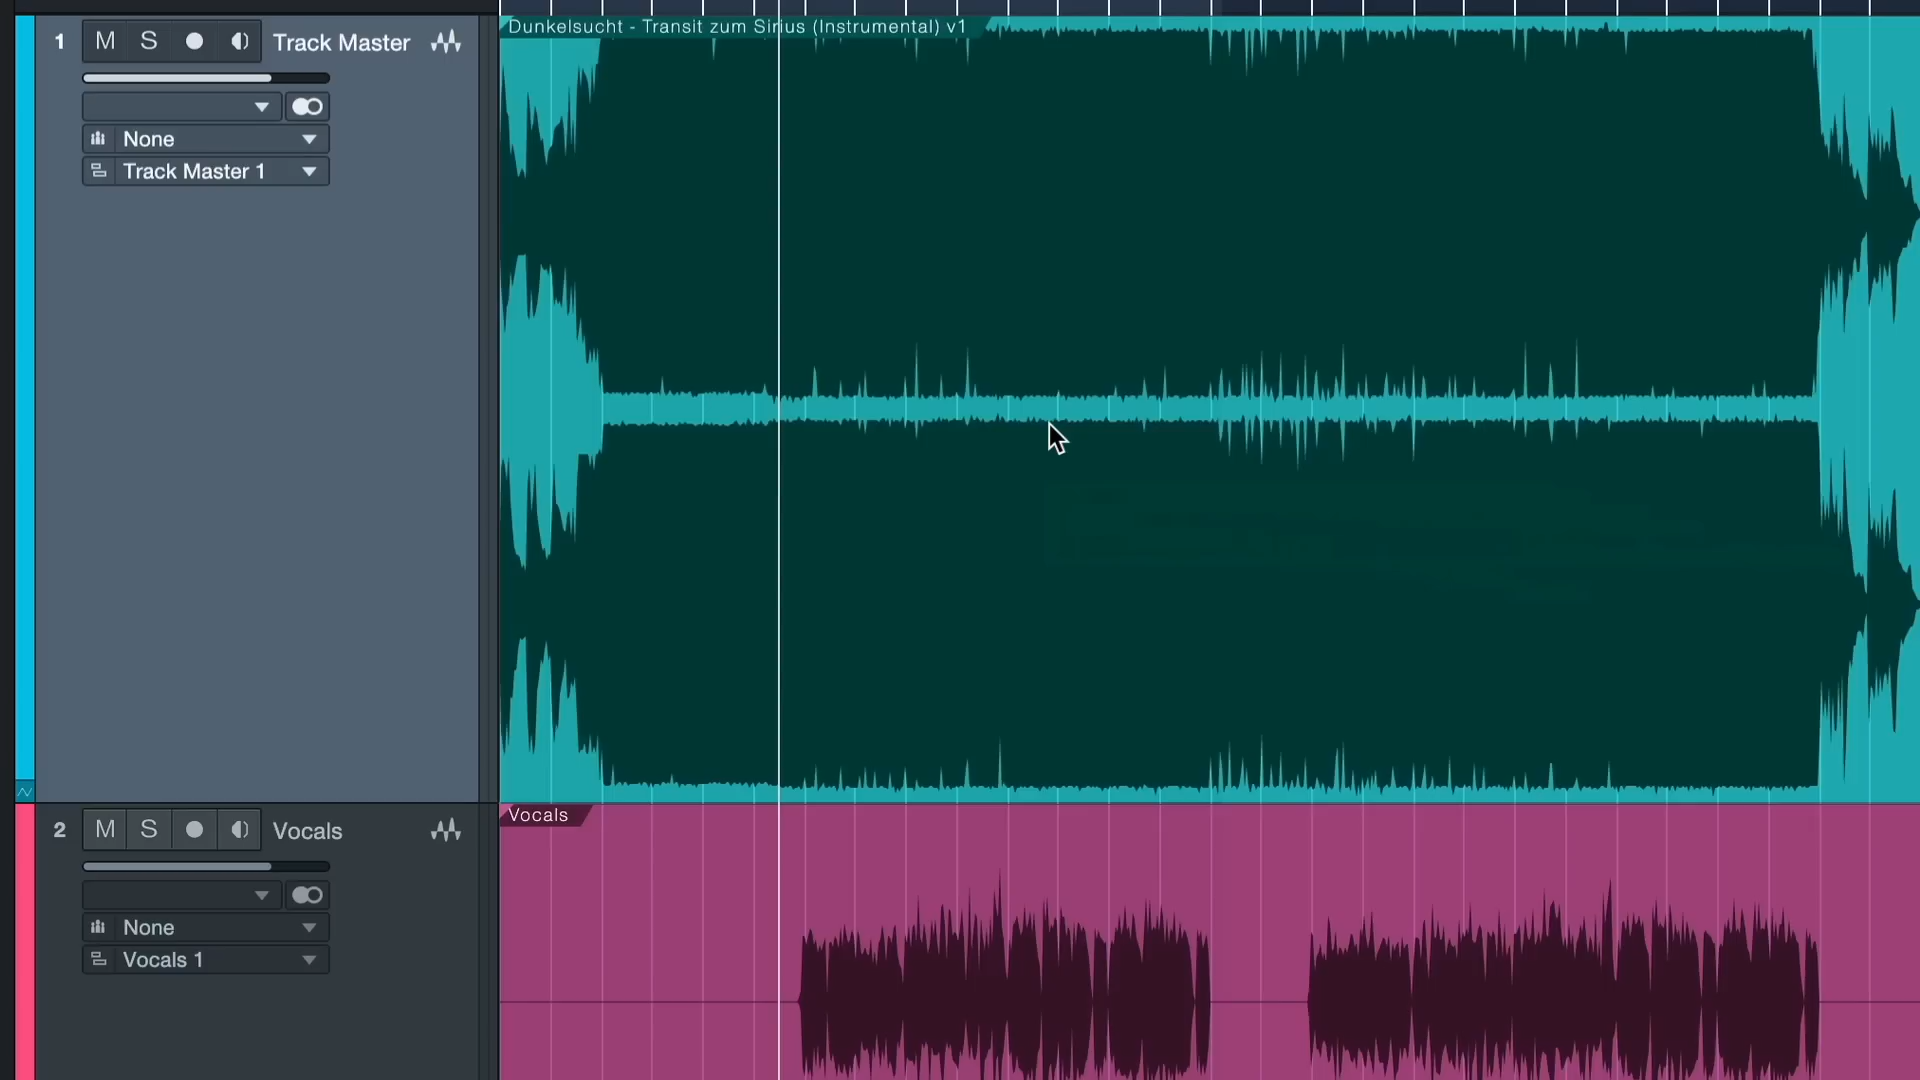 1 M S Track Master
None
Track Master 1
Dunkelsucht - Transit zum Sirius (Instrumental) v1
2 M S Vocals
None
Vocals 1
Vocals